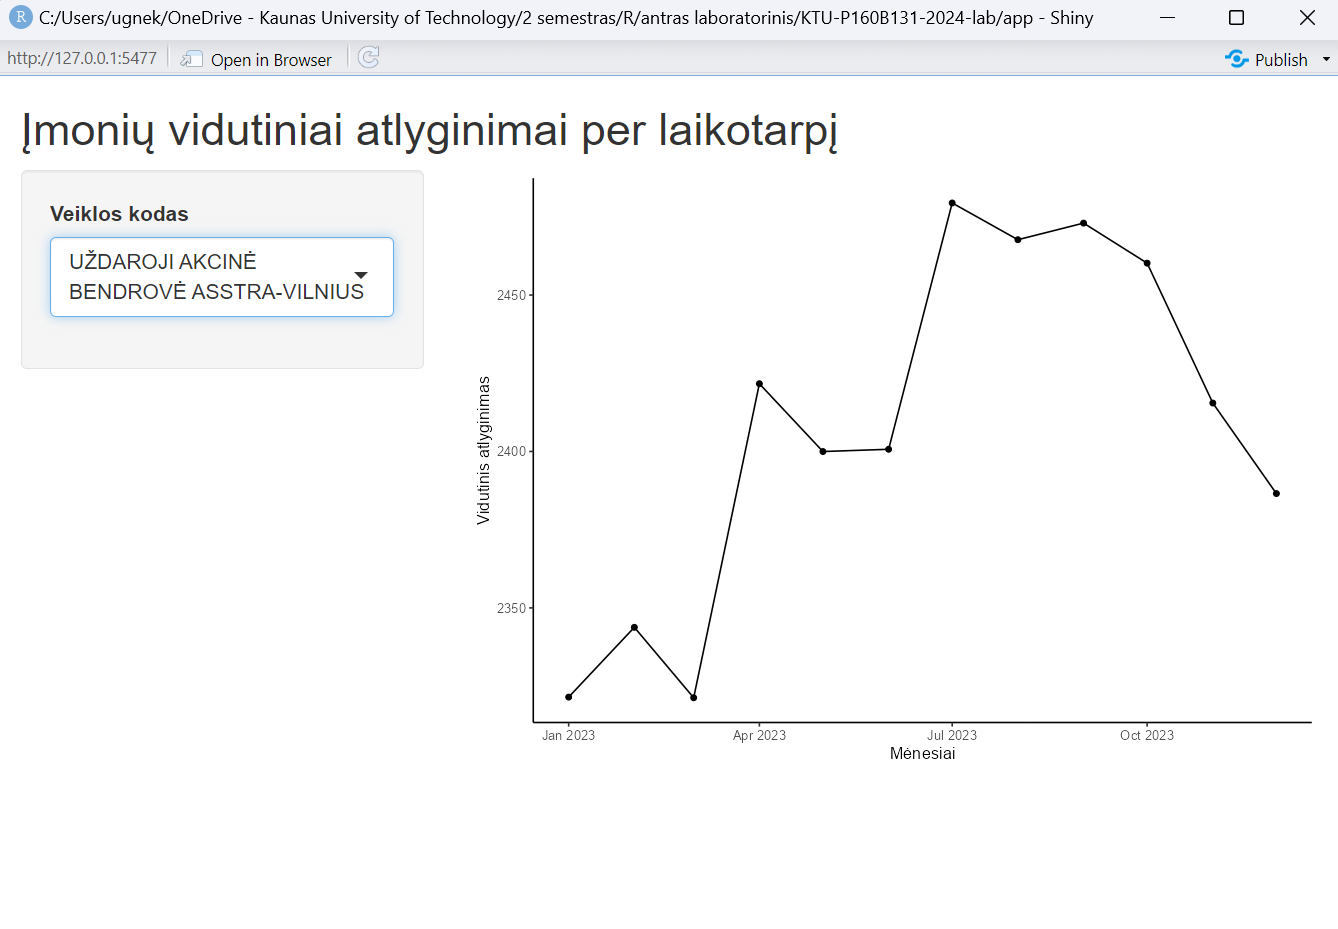 R C:/Users/ugnek/OneDrive - Kaunas University of Technology/2 semestras/R/antras laboratorinis/KTU-P160B131-2024-lab/app - Shiny
http://127.0.0.1:5477 Open in Browser Publish
Įmonių vidutiniai atlyginimai per laikotarpį
Veiklos kodas
UŽDAROJI AKCINĖ
BENDROVĖ ASSTRA-VILNIUS
Vidutinis atlyginimas
2450
2400
2350
Jan 2023 Apr 2023 Jul 2023 Oct 2023
Mėnesiai